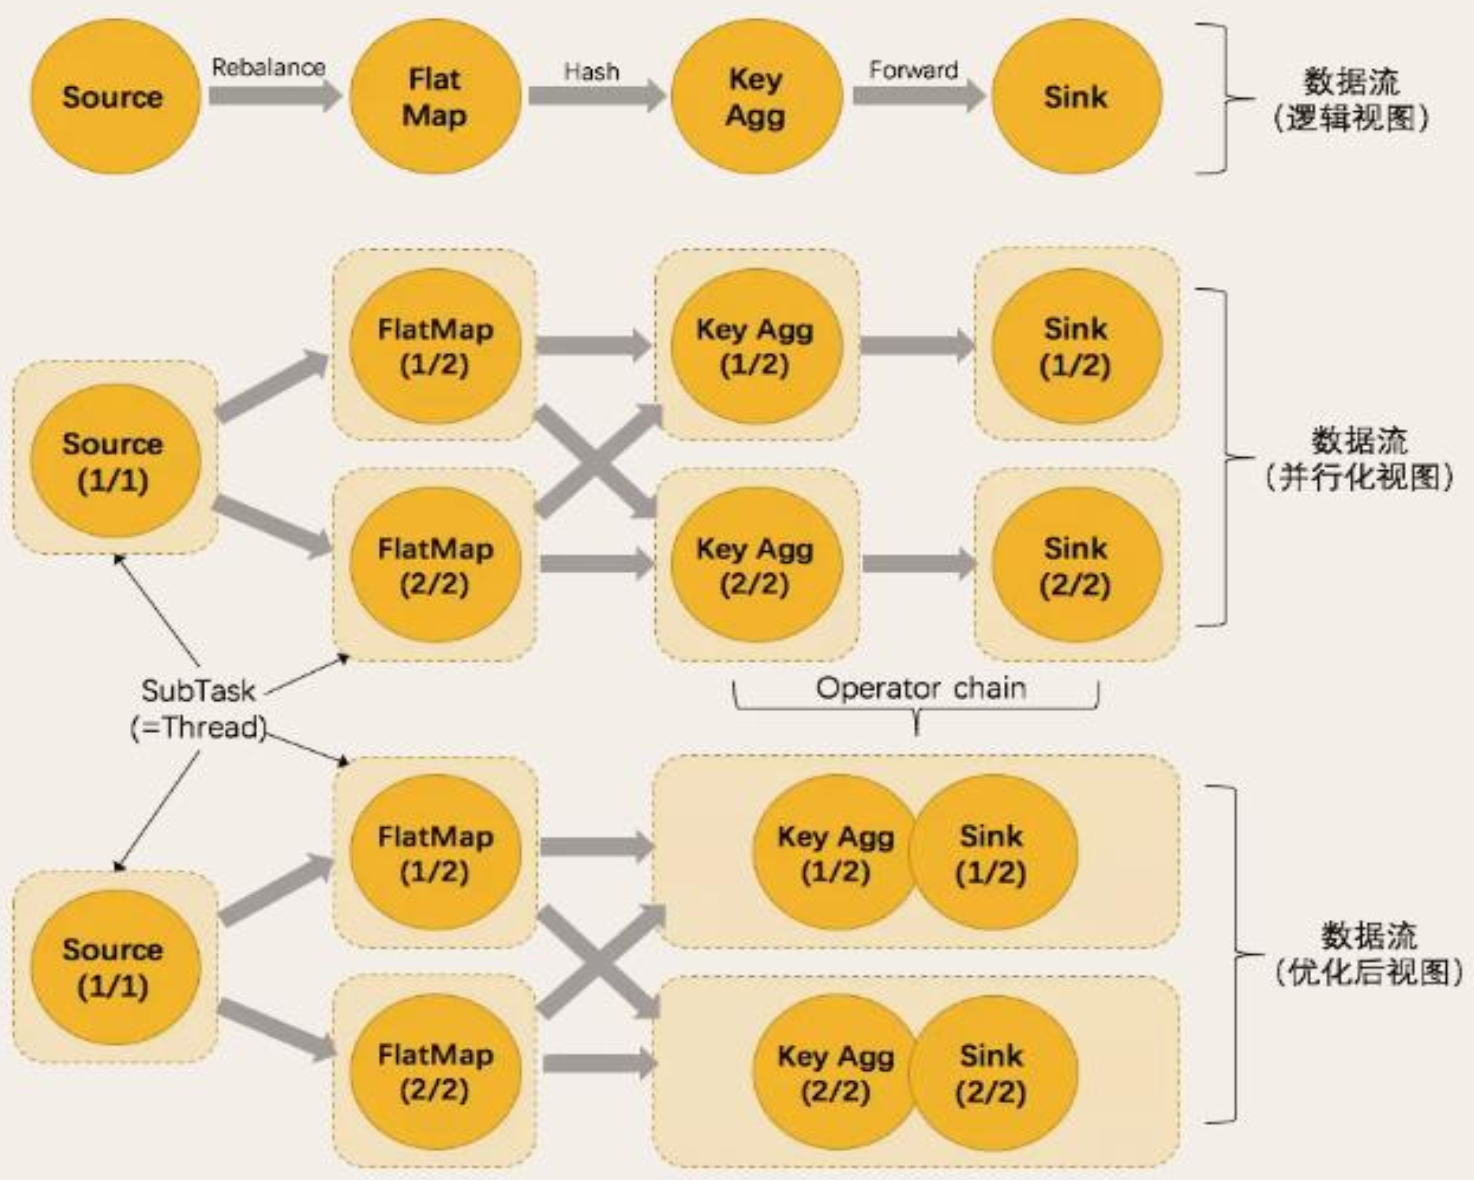 Source
Rebalance
Flat
Map
Hash
Key
Agg
Forward
Sink
数据流
(逻辑视图)
Source
(1/1)
FlatMap
(1/2)
Key Agg
(1/2)
Sink
(1/2)
FlatMap
(2/2)
Key Agg
(2/2)
Sink
(2/2)
数据流
(并行化视图)
SubTask
(=Thread)
Operator chain
Source
(1/1)
FlatMap
(1/2)
Key Agg
(1/2)
Sink
(1/2)
FlatMap
(2/2)
Key Agg
(2/2)
Sink
(2/2)
数据流
(优化后视图)